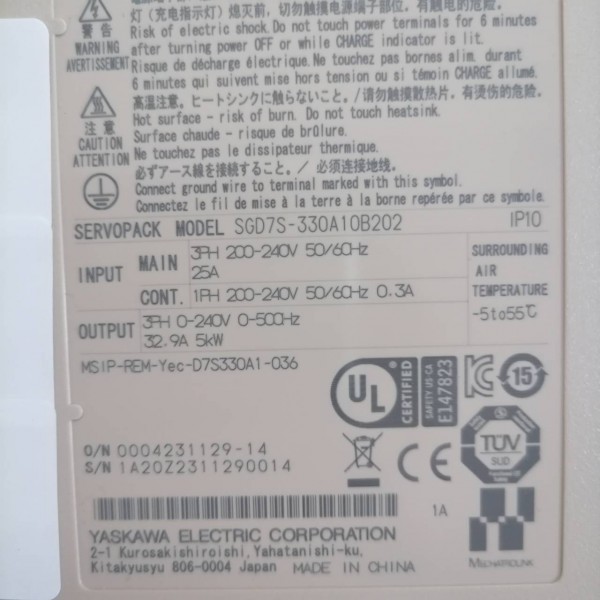 灯(充电指示灯)熄灭前，切勿触摸电源端子部位。有触电的危险。
警告
WARNING
AVERTISSEMENT
Risk of electric shock. Do not touch power terminals for 6 minutes
after turning power OFF or while CHARGE indicator is lit.
Risque de décharge électrique. Ne touchez pas bornes alim. durant
6 minutes qui suivent mise hors tension ou si témoin CHARGE allumé.
注意
CAUTION
ATTENTION
高温注意。ヒートシンクに触らないこと。/请勿触摸散热片，有烫伤的危险。
Hot surface - risk of burn. Do not touch heatsink.
Surface chaude - risque de brûlure.
Ne touchez pas le dissipateur thermique.
必ずアース線を接続すること。/ 必须连接地线。
Connect ground wire to terminal marked with this symbol.
Connectez le fil de mise à la terre à la borne repérée par ce symbole.
SERVOPACK MODEL SGD7S-330A10B202 IP10
INPUT
MAIN 3PH 200-240V 50/60Hz
25A
CONT. 1PH 200-240V 50/60Hz 0.3A
OUTPUT 3PH 0-240V 0-500Hz
32.9A 5kW
SURROUNDING
AIR
TEMPERATURE
-5to55℃
MSIP-REM-Yec-D7S330A1-036
UL
CERTIFIED
SAFETY US-CA
E147823
15
TÜV
SUD
O/N 0004231129-14
S/N 1A20Z2311290014
CE
1A
YASKAWA ELECTRIC CORPORATION
2-1 Kurosakishiroishi, Yahatanishi-ku,
Kitakyusyu 806-0004 Japan MADE IN CHINA
MECHATROLINK